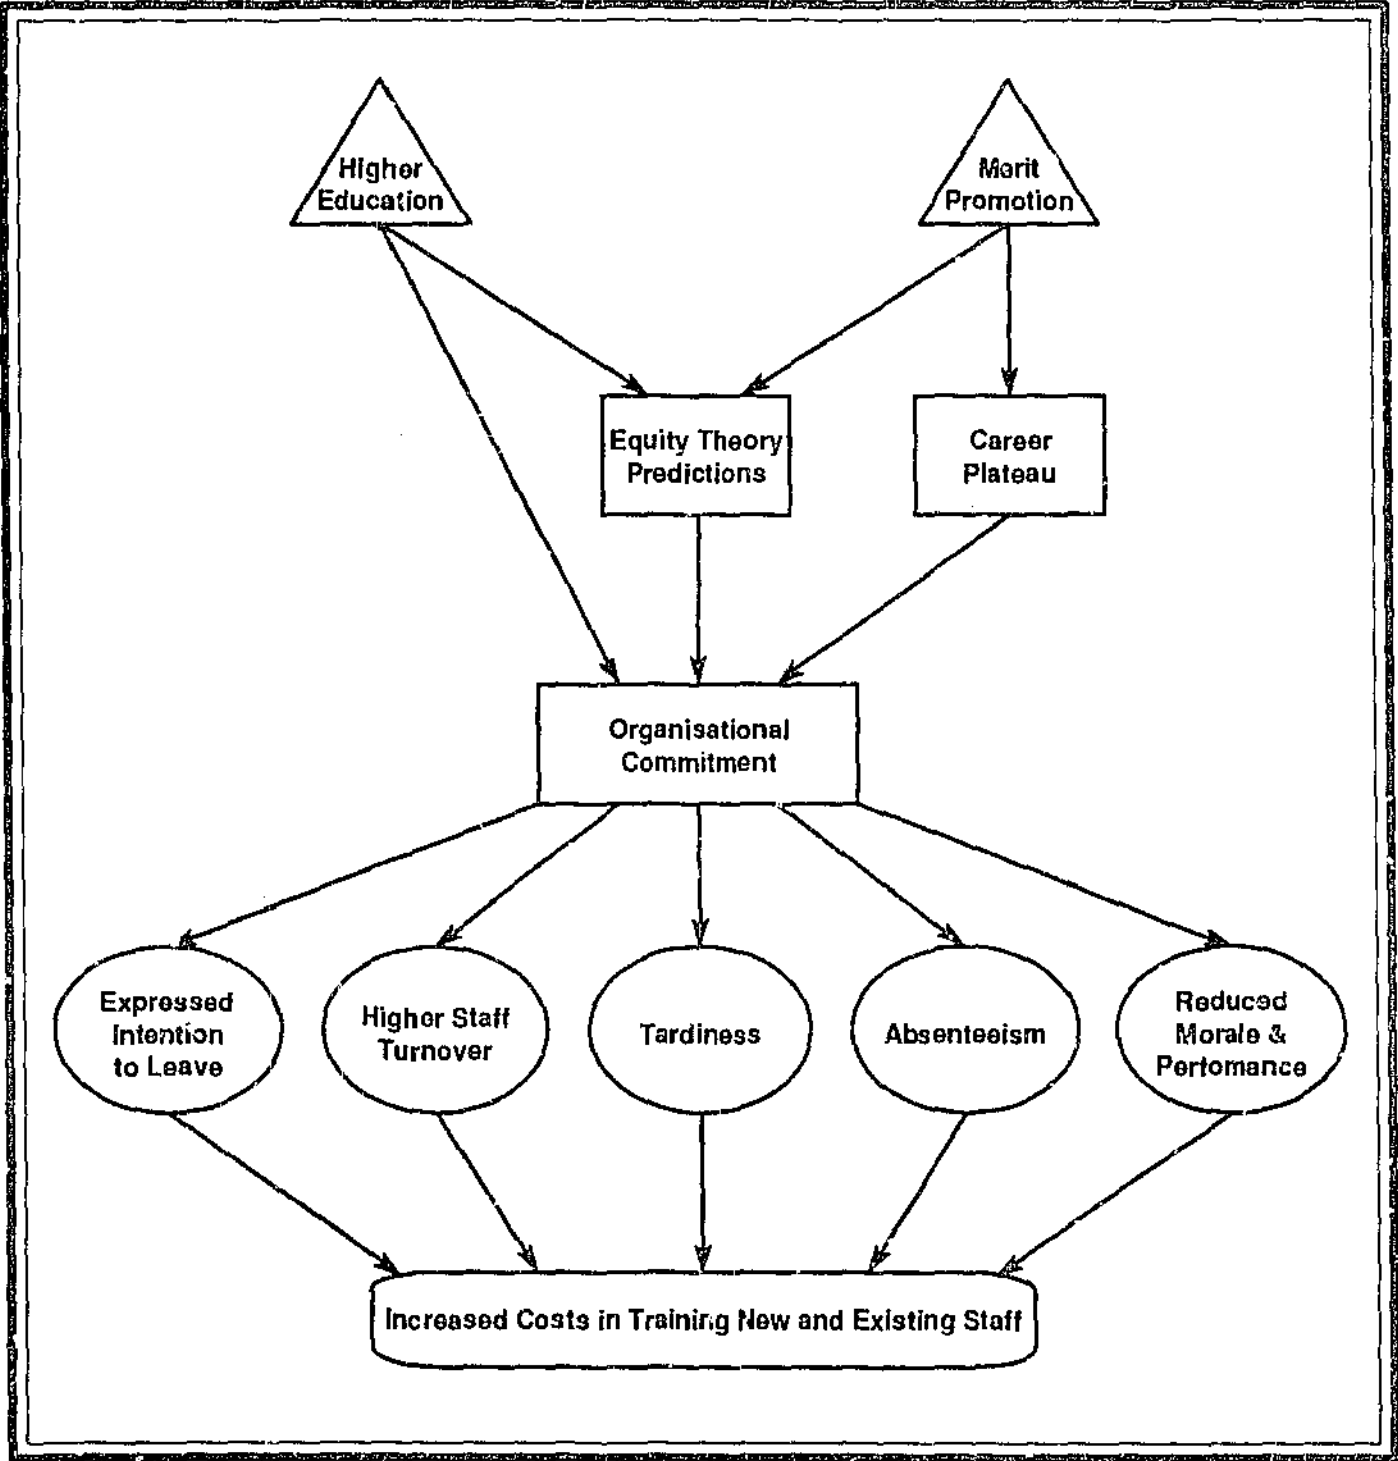 Higher
Education
Merit
Promotion
Equity Theory
Predictions
Career
Plateau
Organisational
Commitment
Expressed
Intention
to Leave
Higher Staff
Turnover
Tardiness
Absenteeism
Reduced
Morale &
Pertomance
Increased Costs in Training New and Existing Staff